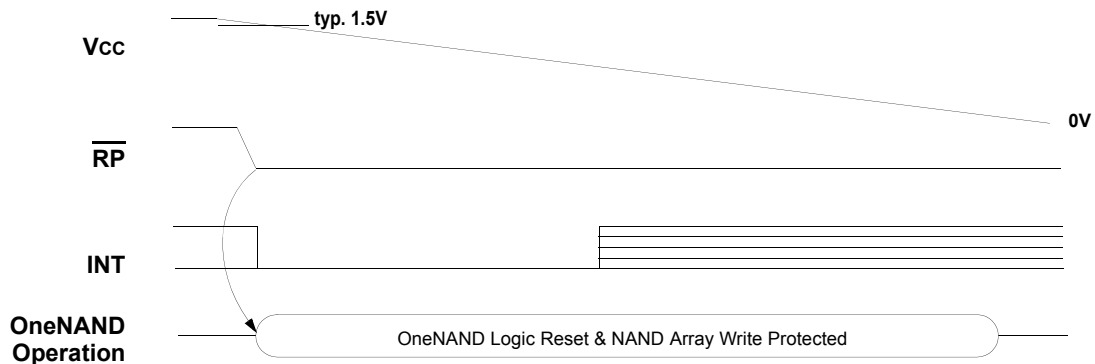 typ. 1.5V
Vcc
0V
RP
INT
OneNAND
Operation
OneNAND Logic Reset & NAND Array Write Protected